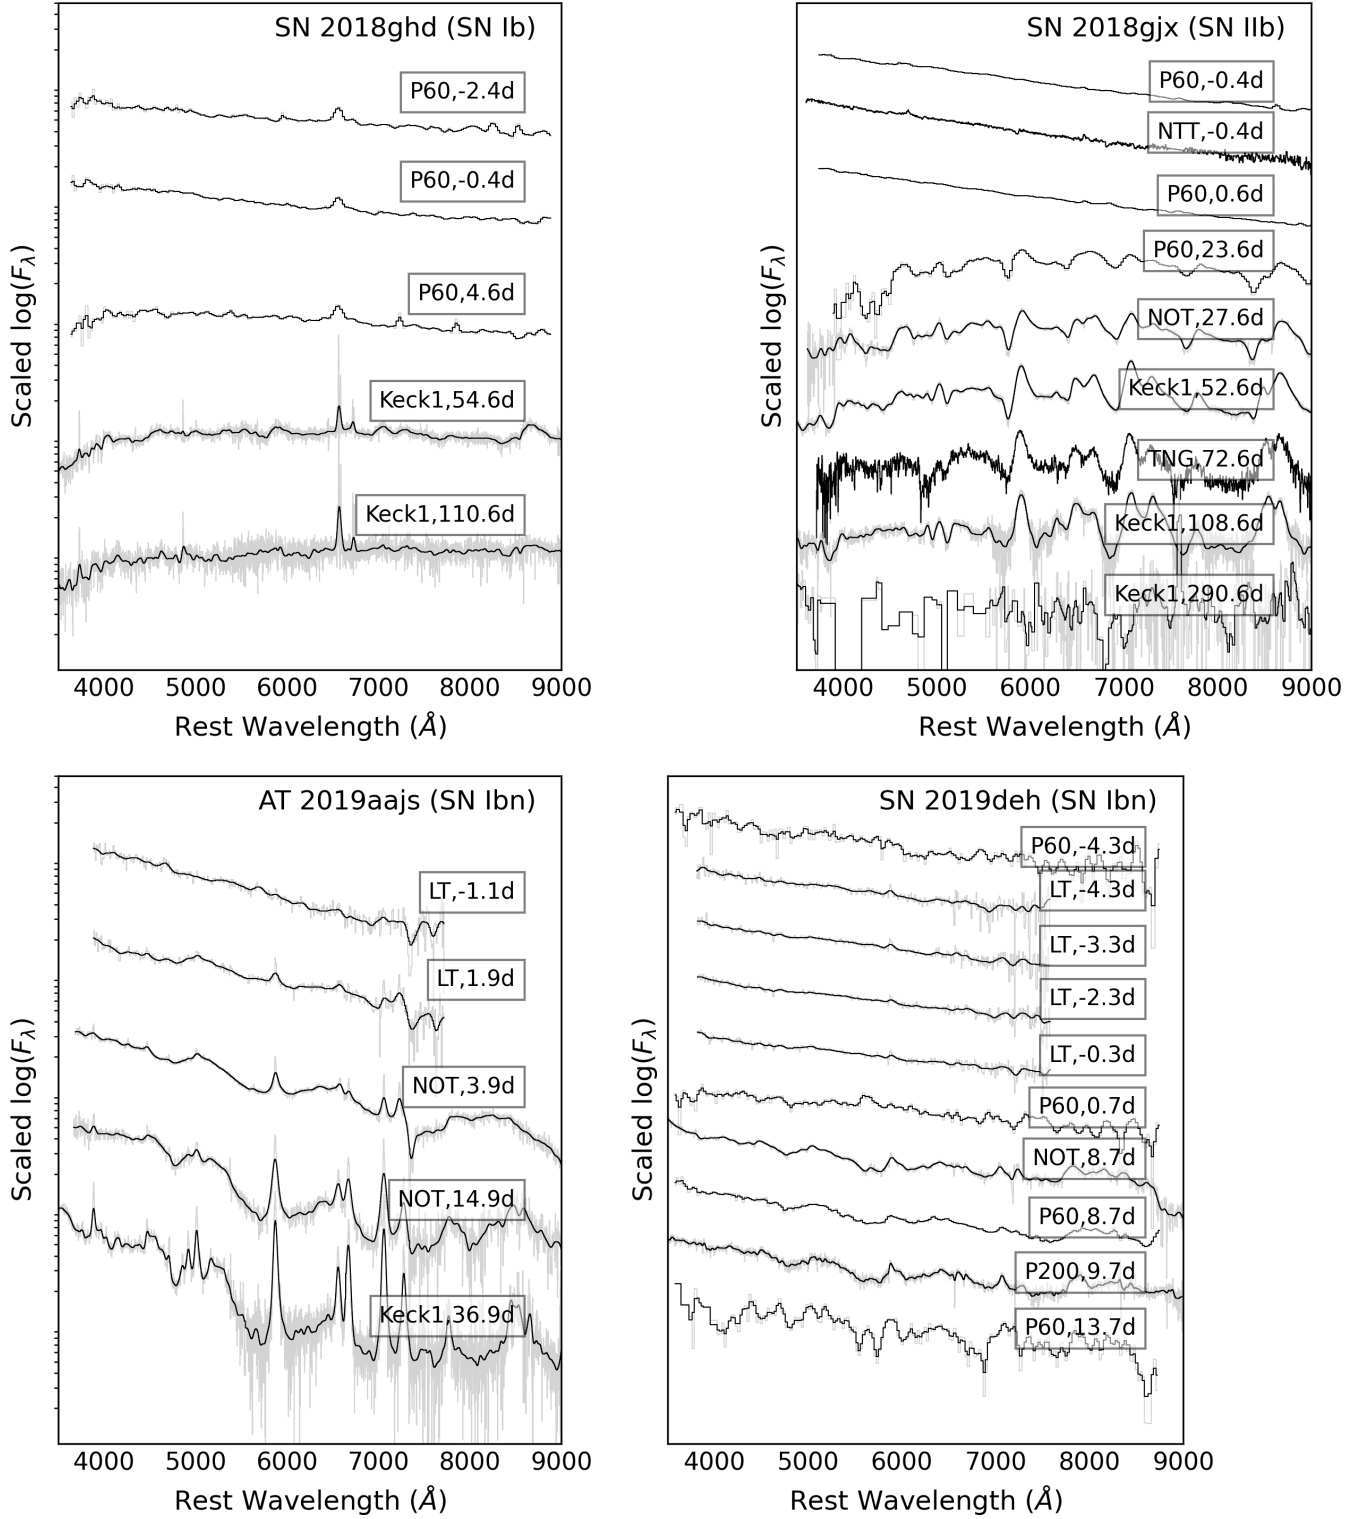 SN 2018ghd (SN Ib)
P60,-2.4d
P60,-0.4d
P60,4.6d
Keck1,54.6d
Keck1,110.6d
Scaled log(Fλ)
4000 5000 6000 7000 8000 9000
Rest Wavelength (Å)
SN 2018gjx (SN IIb)
P60,-0.4d
NTT,-0.4d
P60,0.6d
P60,23.6d
NOT,27.6d
Keck1,52.6d
TNG,72.6d
Keck1,108.6d
Keck1,290.6d
Scaled log(Fλ)
4000 5000 6000 7000 8000 9000
Rest Wavelength (Å)
AT 2019aajs (SN Ibn)
LT,-1.1d
LT,1.9d
NOT,3.9d
NOT,14.9d
Keck1,36.9d
Scaled log(Fλ)
4000 5000 6000 7000 8000 9000
Rest Wavelength (Å)
SN 2019deh (SN Ibn)
P60,-4.3d
LT,-4.3d
LT,-3.3d
LT,-2.3d
LT,-0.3d
P60,0.7d
NOT,8.7d
P60,8.7d
P200,9.7d
P60,13.7d
Scaled log(Fλ)
4000 5000 6000 7000 8000 9000
Rest Wavelength (Å)